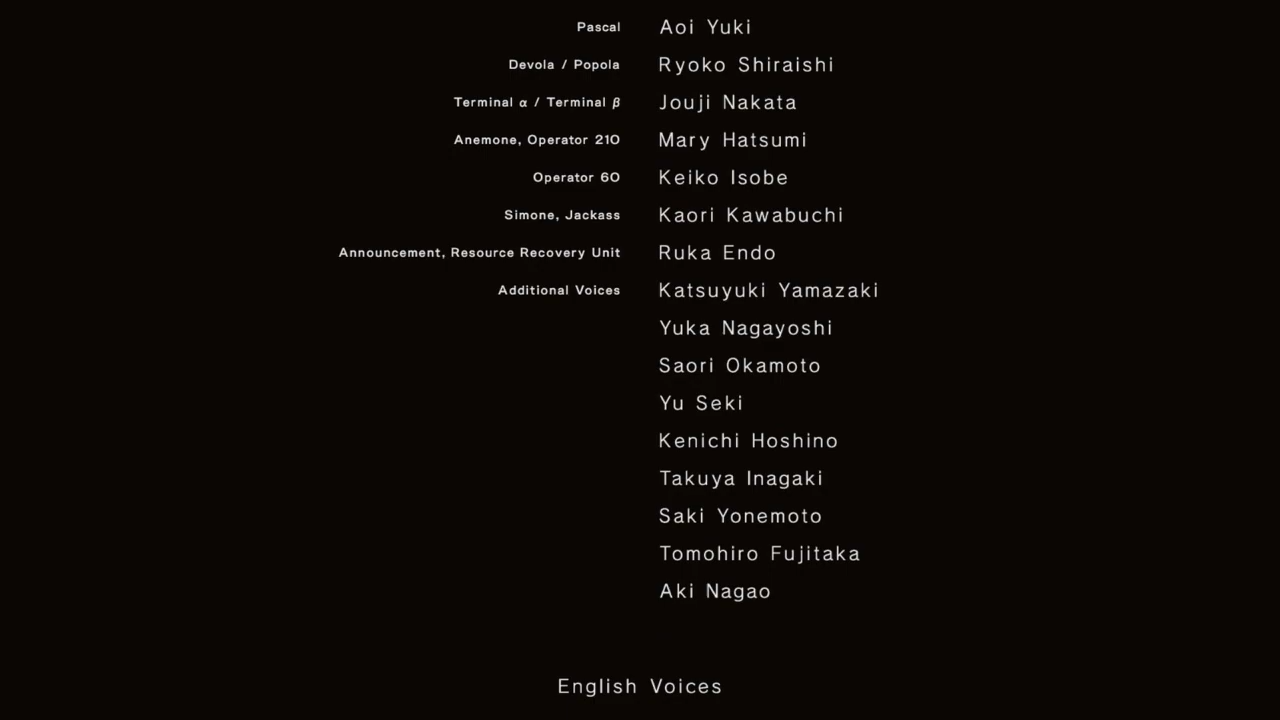 Pascal Aoi Yuki
Devola / Popola Ryoko Shiraishi
Terminal α / Terminal β Jouji Nakata
Anemone, Operator 21O Mary Hatsumi
Operator 6O Keiko Isobe
Simone, Jackass Kaori Kawabuchi
Announcement, Resource Recovery Unit Ruka Endo
Additional Voices Katsuyuki Yamazaki
Yuka Nagayoshi
Saori Okamoto
Yu Seki
Kenichi Hoshino
Takuya Inagaki
Saki Yonemoto
Tomohiro Fujitaka
Aki Nagao
English Voices